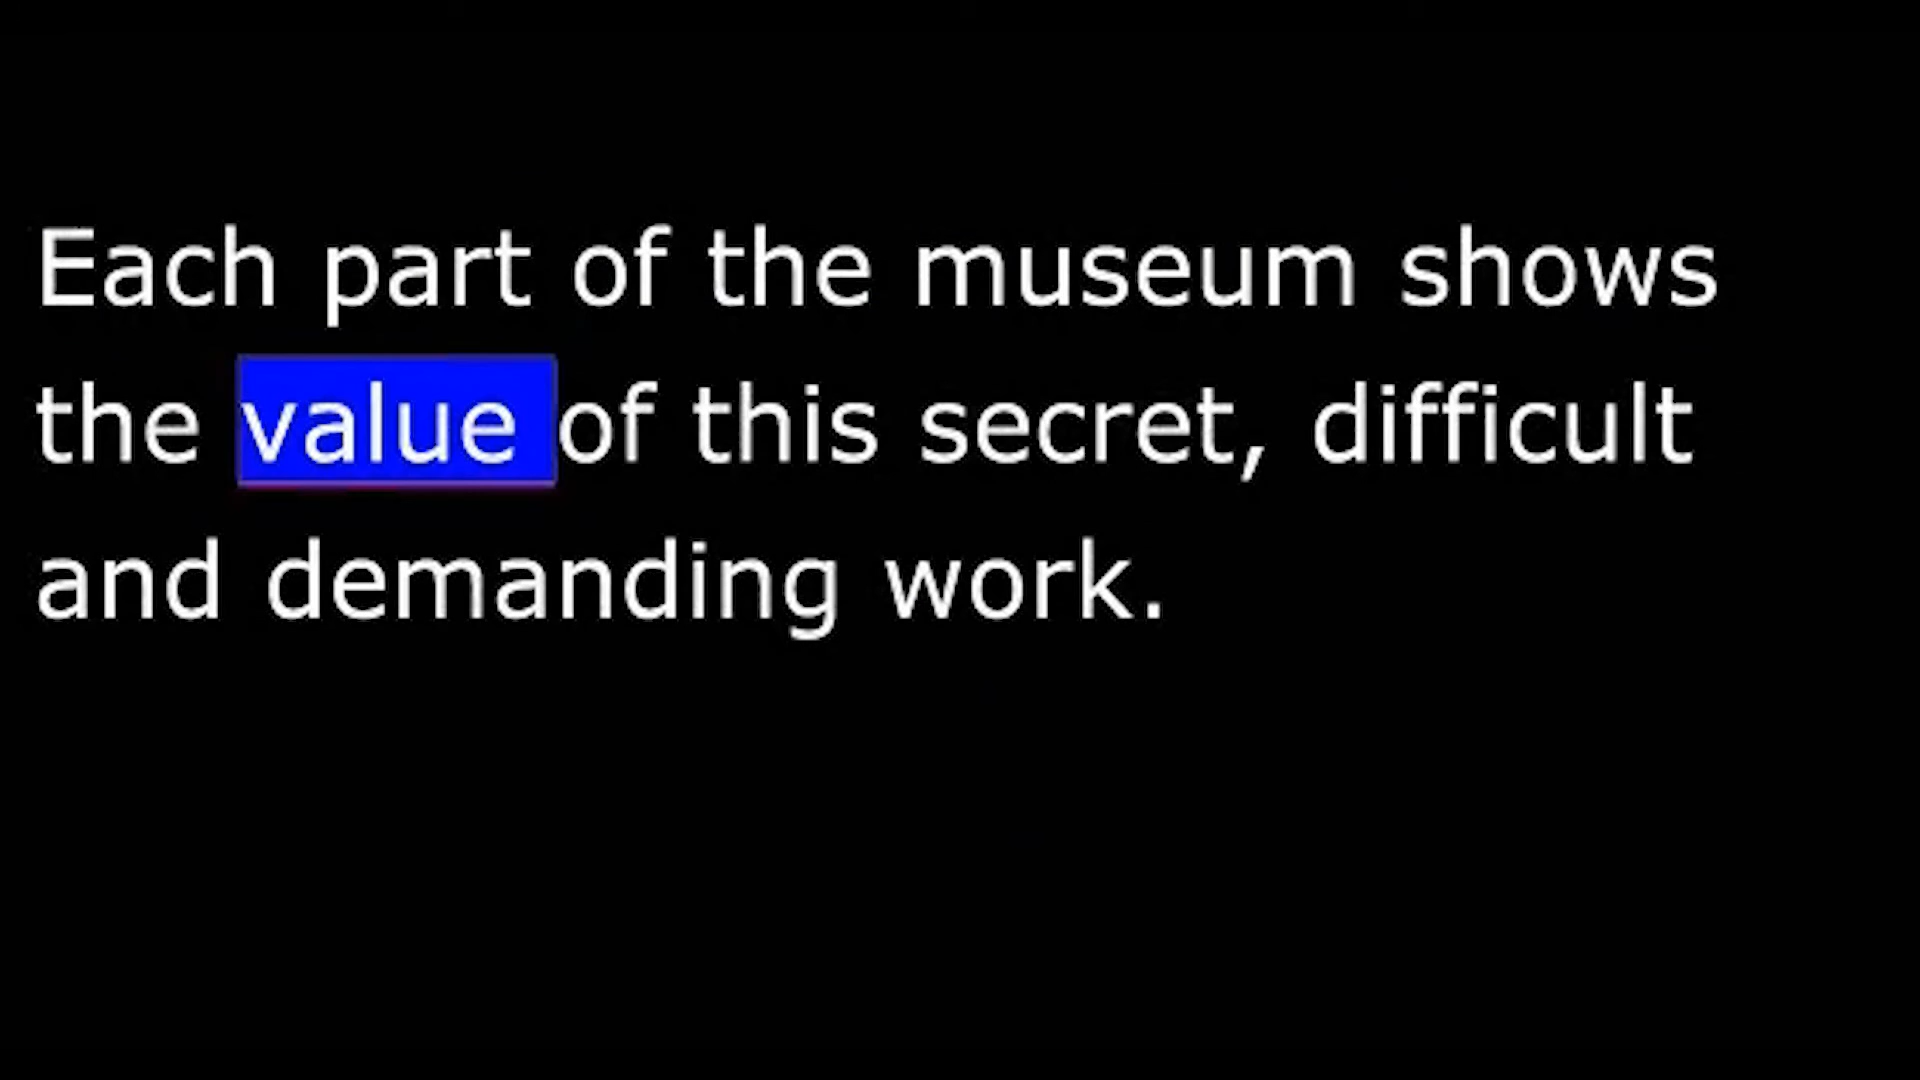 Each part of the museum shows
the value of this secret, difficult
and demanding work.